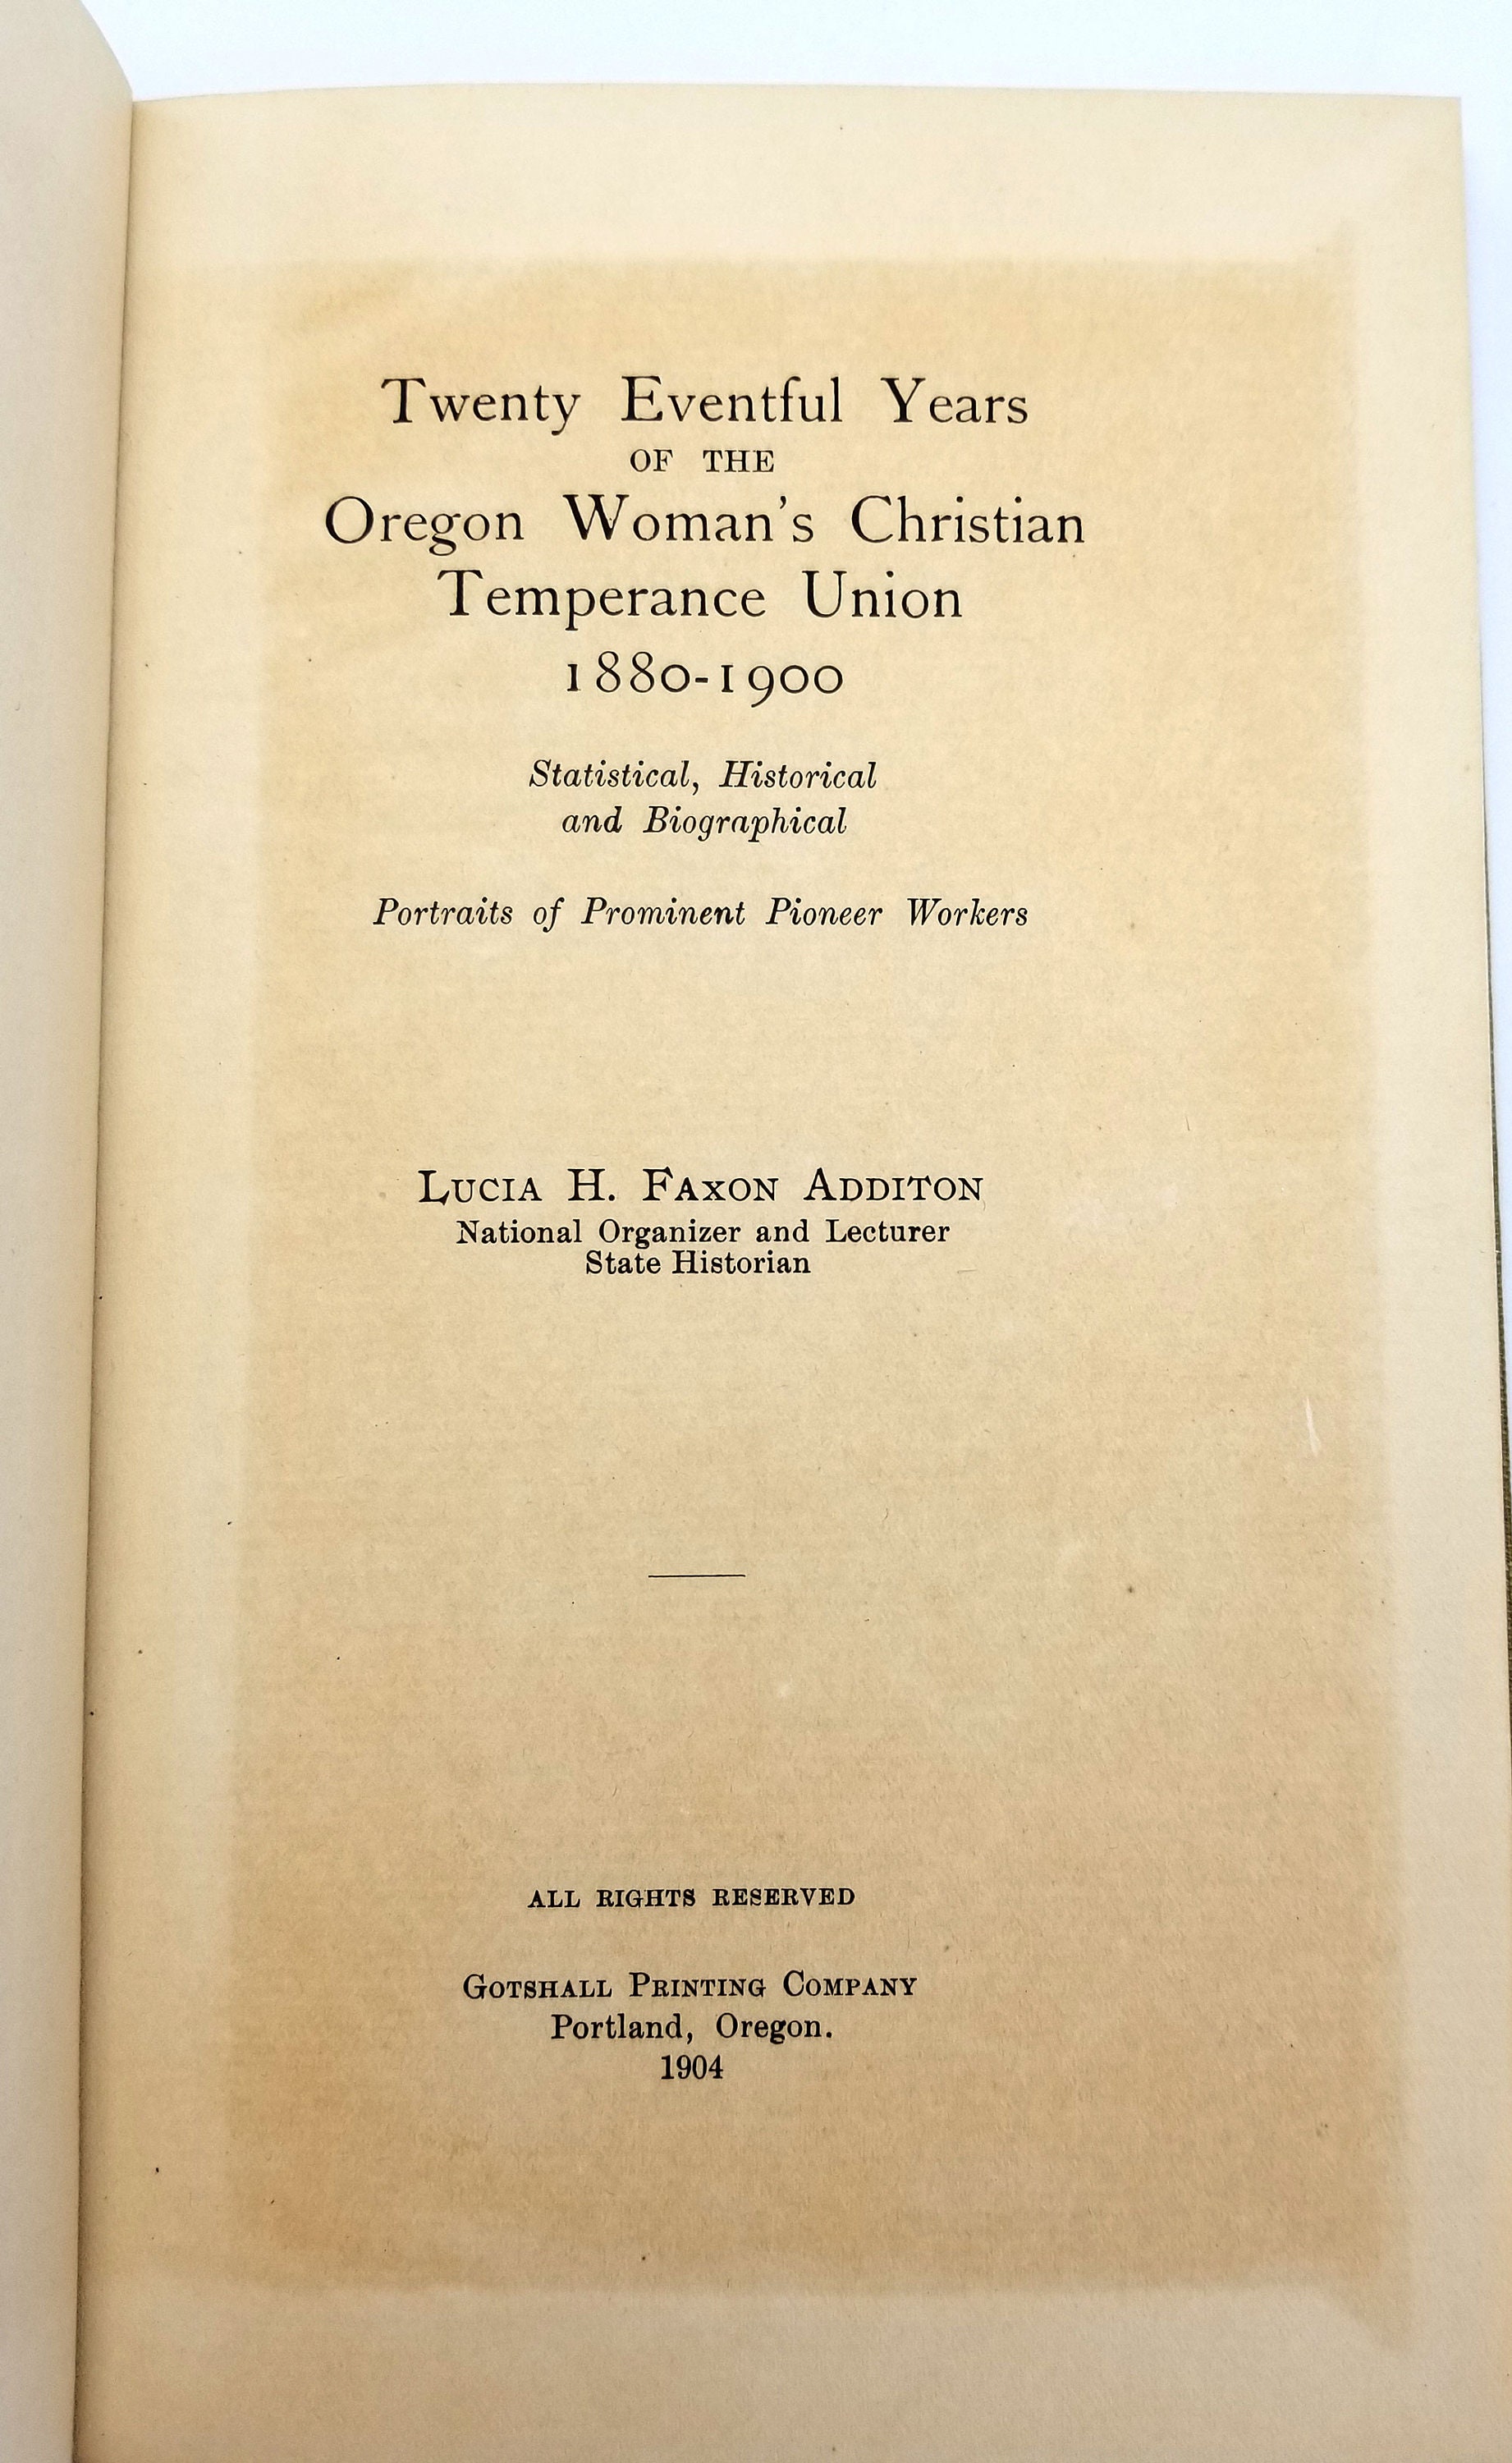 Twenty Eventful Years
OF THE
Oregon Woman's Christian
Temperance Union
1880-1900
Statistical, Historical
and Biographical
Portraits of Prominent Pioneer Workers
LUCIA H. FAXON ADDITON
National Organizer and Lecturer
State Historian
ALL RIGHTS RESERVED
GOTSHALL PRINTING COMPANY
Portland, Oregon.
1904